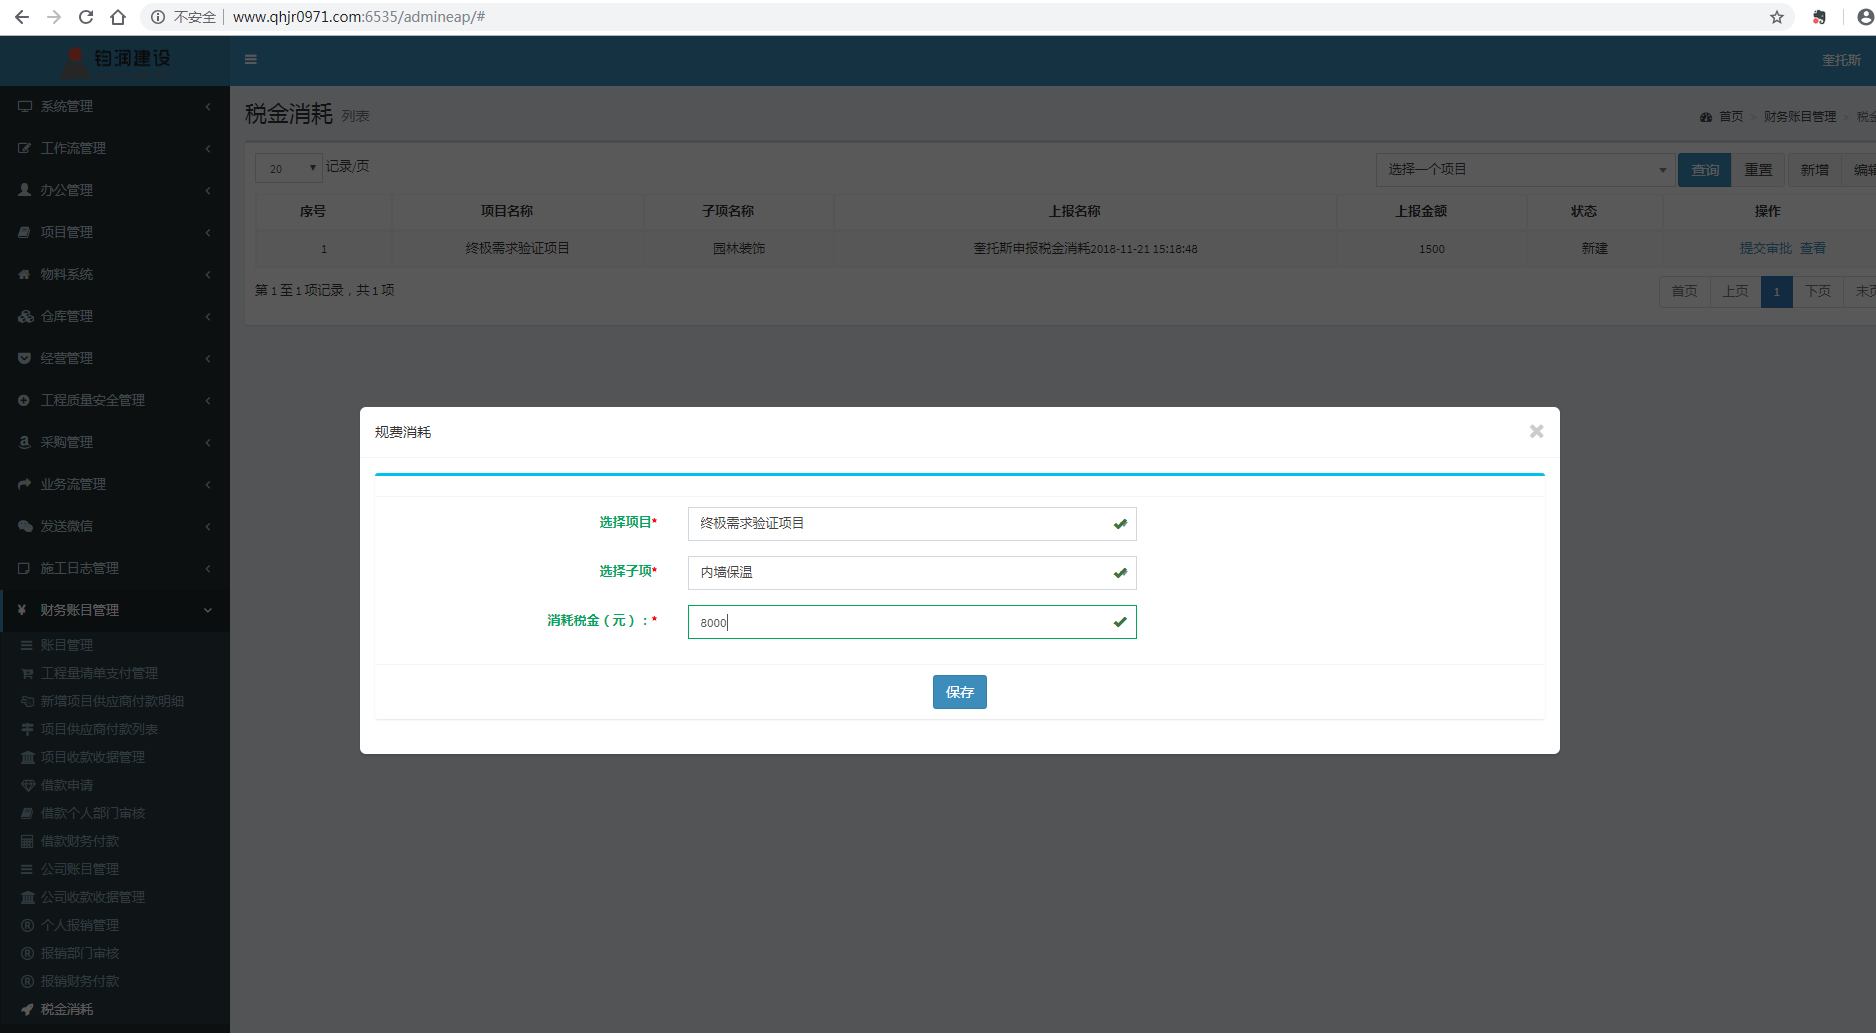 不安全 www.qhjr0971.com:6535/admineap/#
钧润建设
奎托斯
系统管理
工作流管理
办公管理
项目管理
物料系统
仓库管理
经营管理
工程质量安全管理
采购管理
业务流管理
发送微信
施工日志管理
财务账目管理
账目管理
工程量清单支付管理
新增项目供应商付款明细
项目供应商付款列表
项目收款收据管理
借款申请
借款个人部门审核
借款财务付款
公司账目管理
公司收款收据管理
个人报销管理
报销部门审核
报销财务付款
税金消耗
税金消耗 列表
首页 > 财务账目管理 > 税金
20 记录/页
选择一个项目 查询 重置 新增 编辑
序号 项目名称 子项名称 上报名称 上报金额 状态 操作
1 终极需求验证项目 园林装饰 奎托斯申报税金消耗2018-11-21 15:18:48 1500 新建 提交审批 查看
第 1 至 1 项记录，共 1 项
首页 上页 1 下页 末页
规费消耗
选择项目* 终极需求验证项目
选择子项* 内墙保温
消耗税金（元）：* 8000
保存